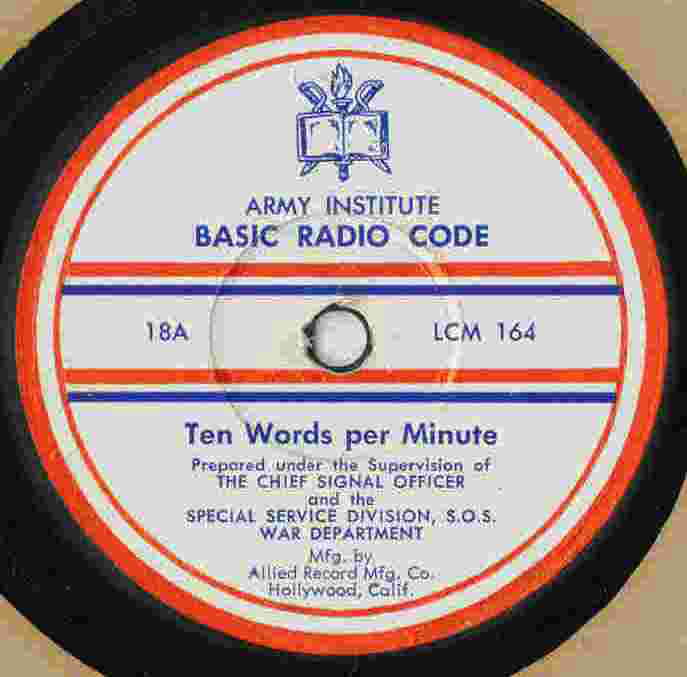 ARMY INSTITUTE
BASIC RADIO CODE
18A LCM 164
Ten Words per Minute
Prepared under the Supervision of
THE CHIEF SIGNAL OFFICER
and the
SPECIAL SERVICE DIVISION, S.O.S.
WAR DEPARTMENT
Mfg. by
Allied Record Mfg. Co.
Hollywood, Calif.